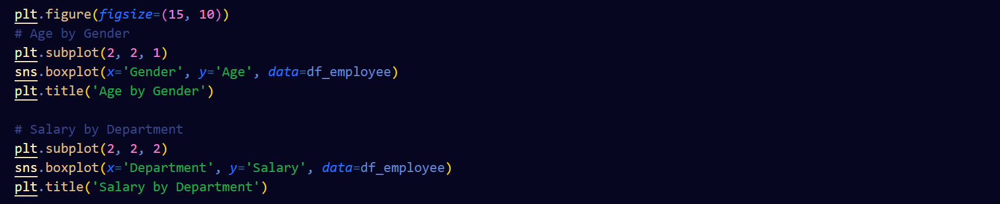 plt.figure(figsize=(15, 10))
# Age by Gender
plt.subplot(2, 2, 1)
sns.boxplot(x='Gender', y='Age', data=df_employee)
plt.title('Age by Gender')

# Salary by Department
plt.subplot(2, 2, 2)
sns.boxplot(x='Department', y='Salary', data=df_employee)
plt.title('Salary by Department')